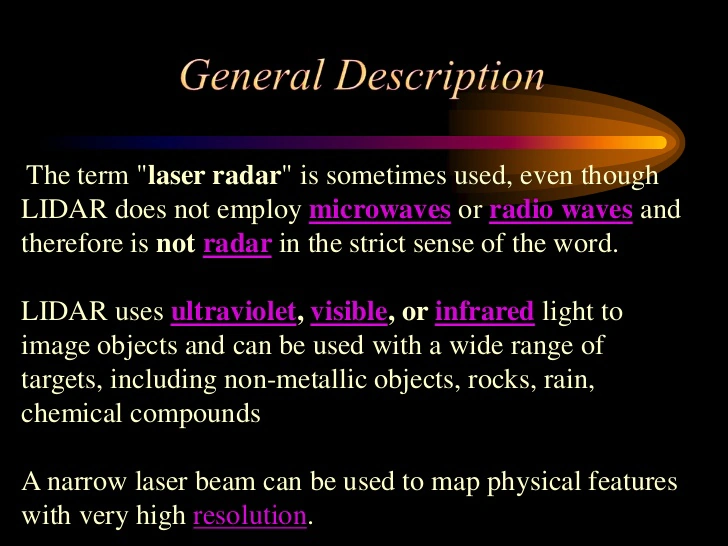 General Description
The term "laser radar" is sometimes used, even though
LIDAR does not employ microwaves or radio waves and
therefore is not radar in the strict sense of the word.
LIDAR uses ultraviolet, visible, or infrared light to
image objects and can be used with a wide range of
targets, including non-metallic objects, rocks, rain,
chemical compounds
A narrow laser beam can be used to map physical features
with very high resolution.